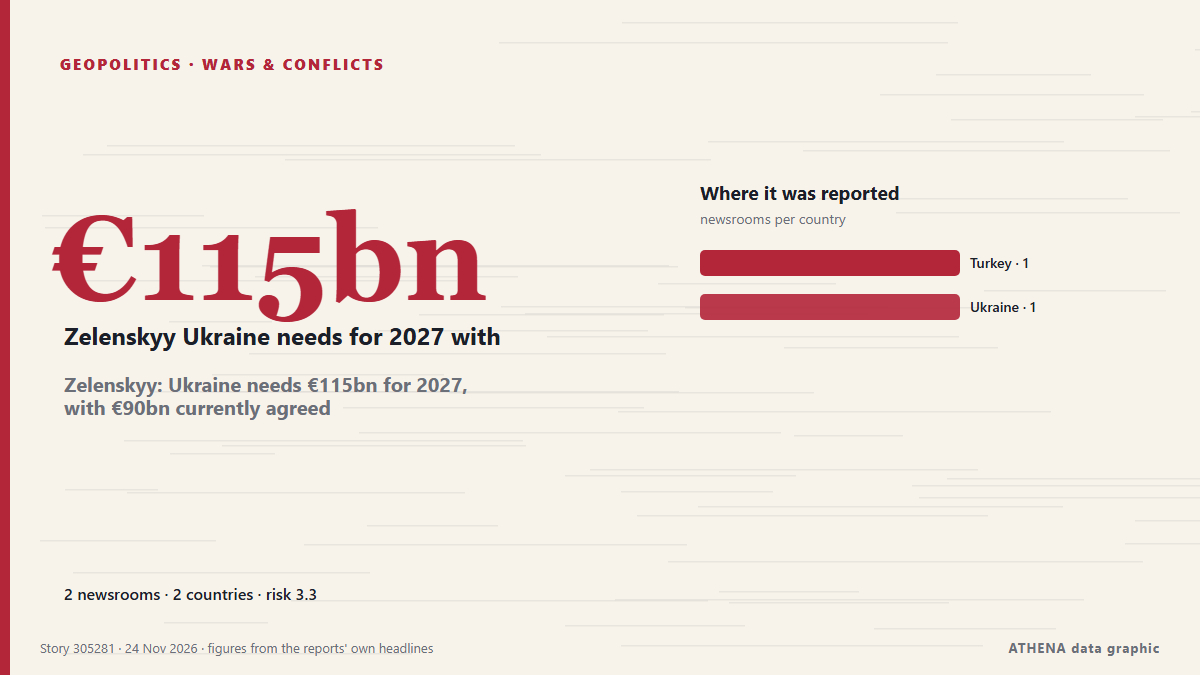 GEOPOLITICS · WARS & CONFLICTS
€115bn
Zelenskyy Ukraine needs for 2027 with
Zelenskyy: Ukraine needs €115bn for 2027,
with €90bn currently agreed
Where it was reported
newsrooms per country
Turkey · 1
Ukraine · 1
2 newsrooms · 2 countries · risk 3.3
Story 305281 · 24 Nov 2026 · figures from the reports' own headlines
ATHENA data graphic